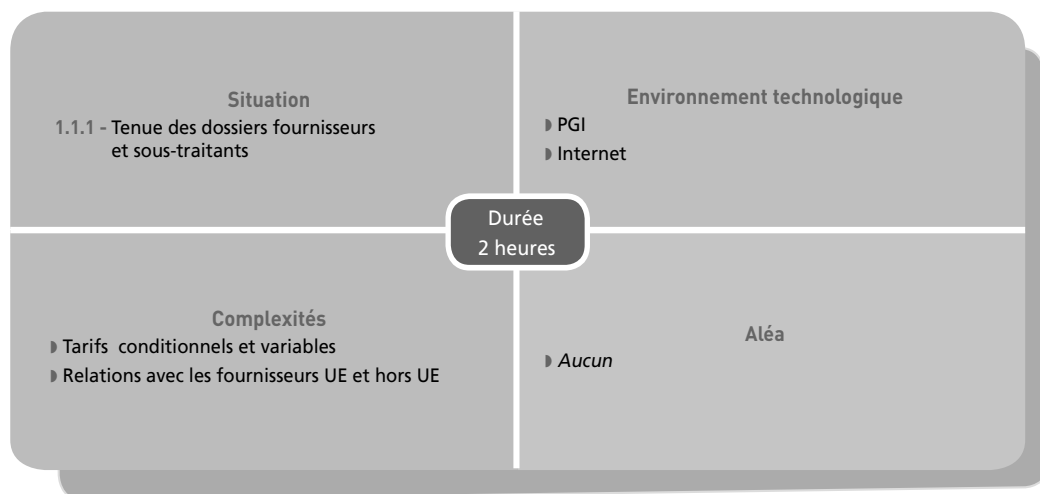 Situation
1.1.1 - Tenue des dossiers fournisseurs
et sous-traitants
Environnement technologique
◗ PGI
◗ Internet
Durée
2 heures
Complexités
◗ Tarifs conditionnels et variables
◗ Relations avec les fournisseurs UE et hors UE
Aléa
◗ Aucun